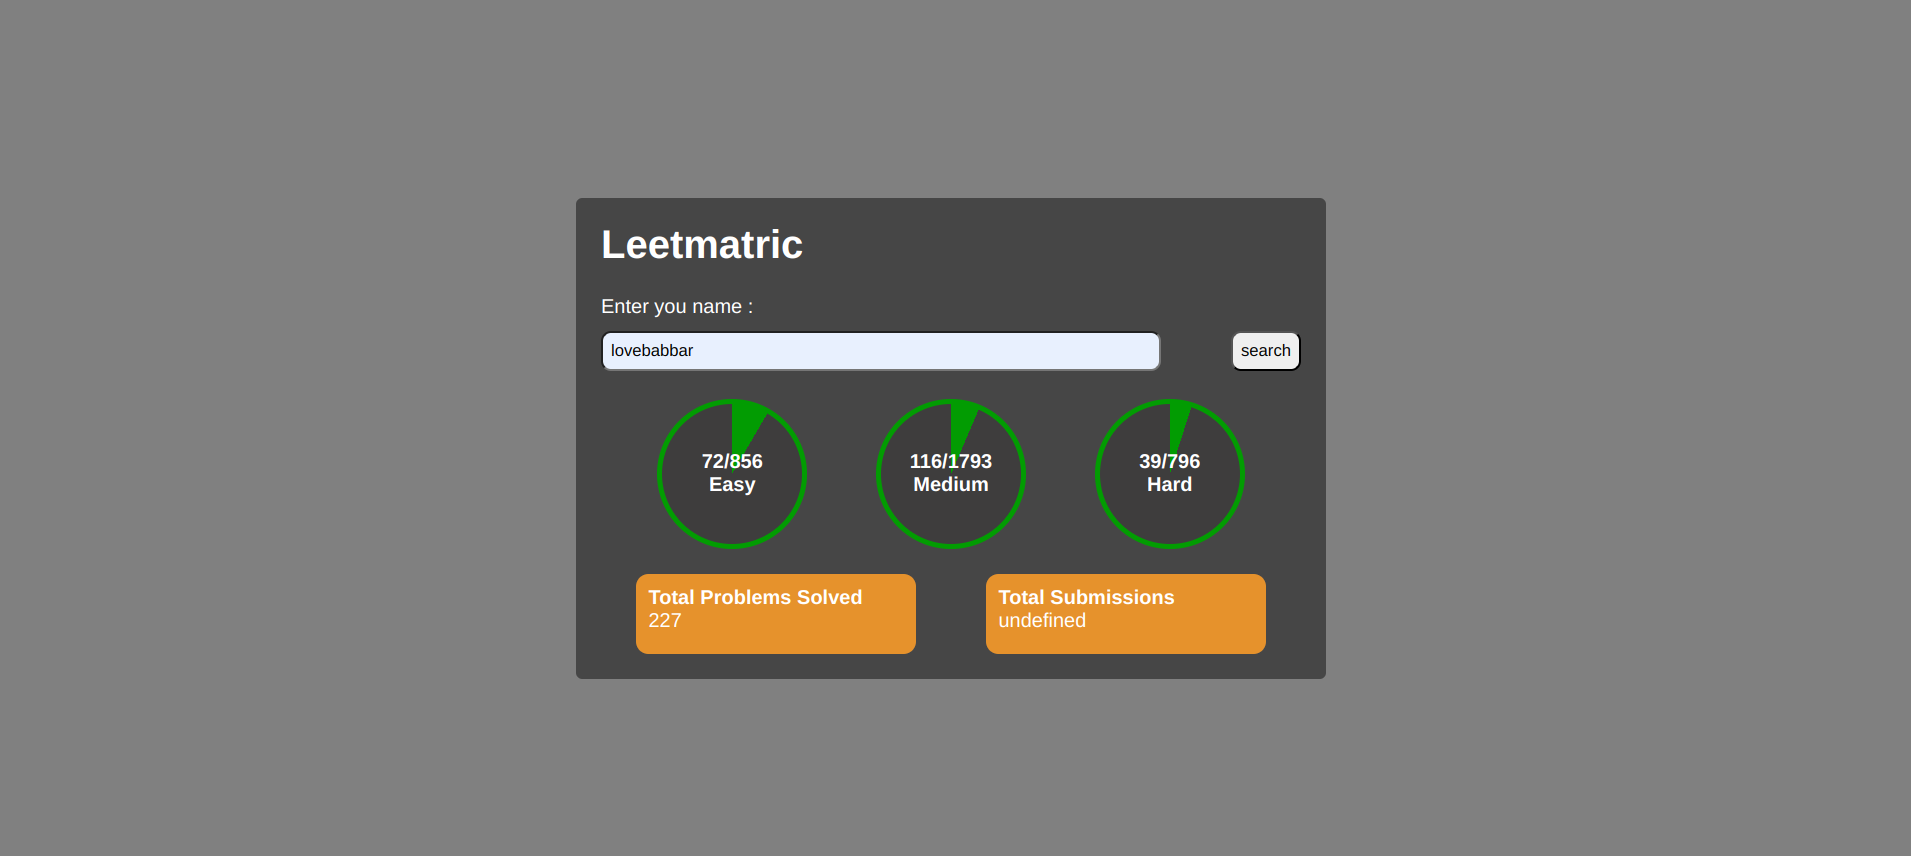 Leetmatric
Enter you name :
lovebabbar
search
72/856
Easy
116/1793
Medium
39/796
Hard
Total Problems Solved
227
Total Submissions
undefined